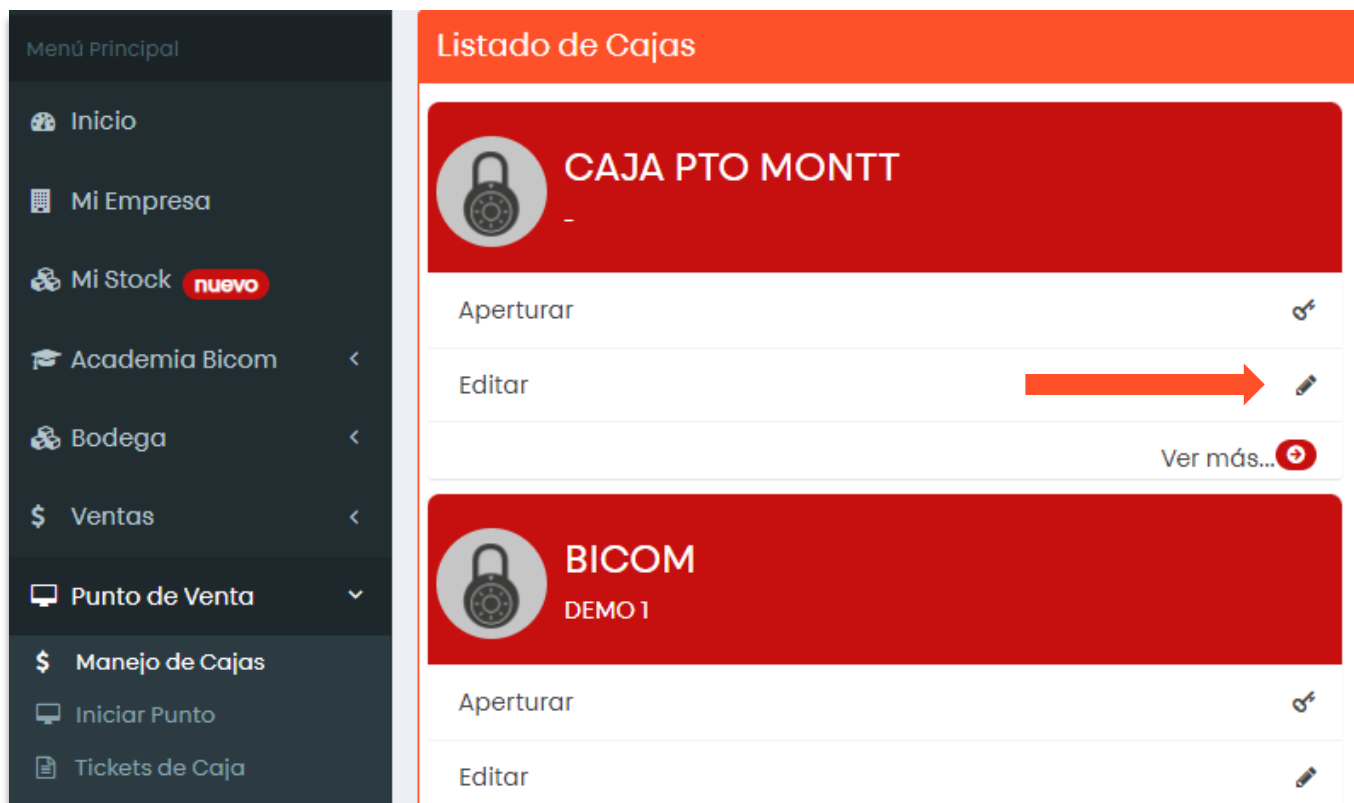 Menú Principal
Inicio
Mi Empresa
Mi Stock nuevo
Academia Bicom
Bodega
Ventas
Punto de Venta
Manejo de Cajas
Iniciar Punto
Tickets de Caja
Listado de Cajas
CAJA PTO MONTT
-
Aperturar
Editar
Ver más...
BICOM
DEMO 1
Aperturar
Editar